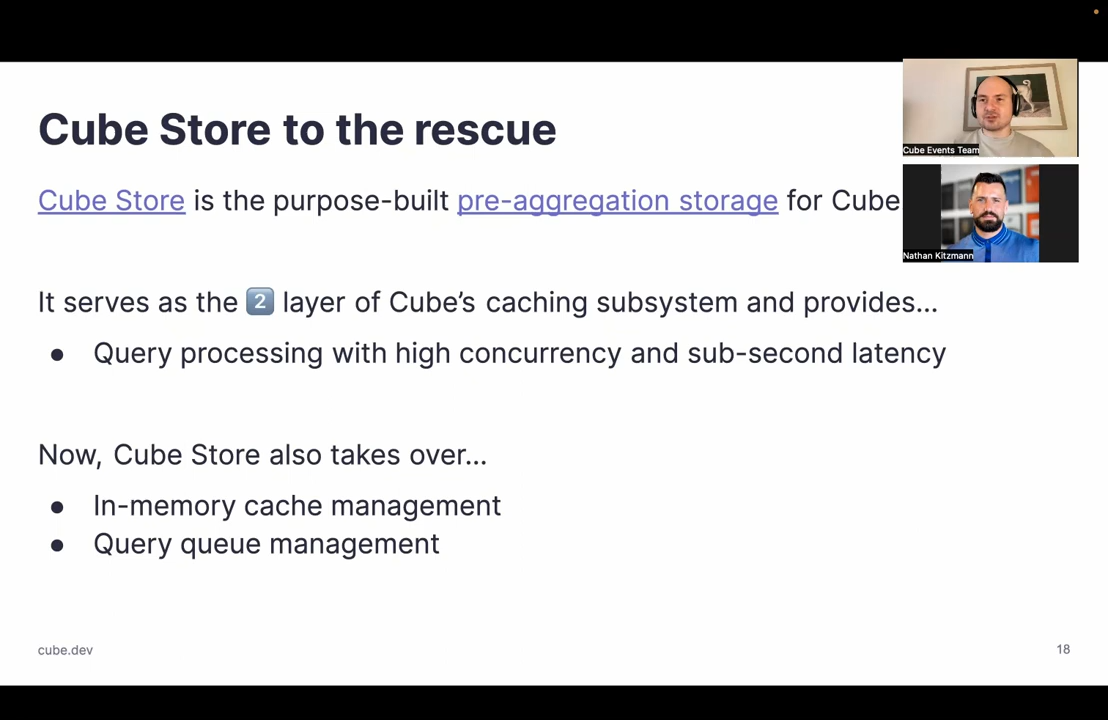 Cube Store to the rescue
Cube Store is the purpose-built pre-aggregation storage for Cube
It serves as the 2️⃣ layer of Cube’s caching subsystem and provides…
● Query processing with high concurrency and sub-second latency
Now, Cube Store also takes over…
● In-memory cache management
● Query queue management
cube.dev
18
Cube Events Team
Nathan Kitzmann